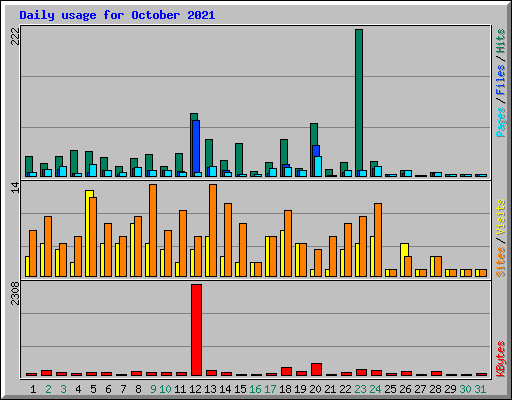 Daily usage for October 2021
222
Pages / Files / Hits
14
Sites / Visits
2308
KBytes
1 2 3 4 5 6 7 8 9 10 11 12 13 14 15 16 17 18 19 20 21 22 23 24 25 26 27 28 29 30 31